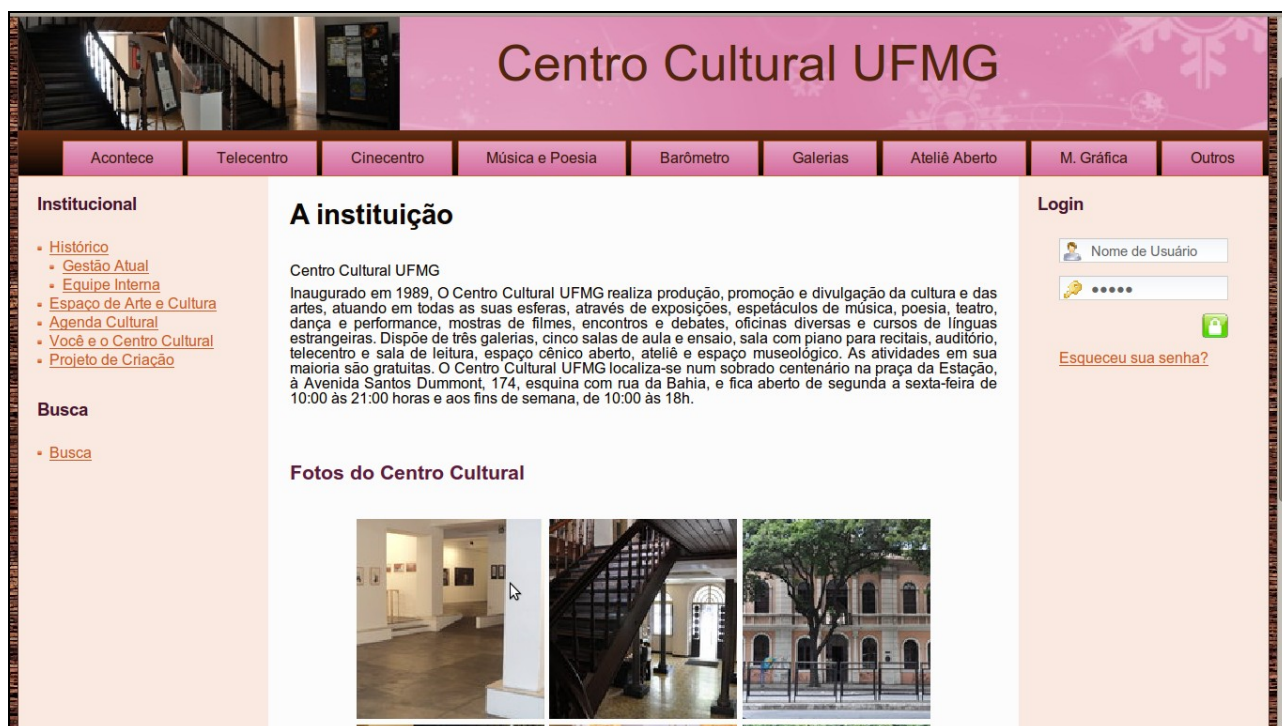 Centro Cultural UFMG
Acontece
Telecentro
Cinecentro
Música e Poesia
Barômetro
Galerias
Ateliê Aberto
M. Gráfica
Outros
Institucional
Histórico
Gestão Atual
Equipe Interna
Espaço de Arte e Cultura
Agenda Cultural
Você e o Centro Cultural
Projeto de Criação
Busca
Busca
A instituição
Centro Cultural UFMG
Inaugurado em 1989, O Centro Cultural UFMG realiza produção, promoção e divulgação da cultura e das
artes, atuando em todas as suas esferas, através de exposições, espetáculos de música, poesia, teatro,
dança e performance, mostras de filmes, encontros e debates, oficinas diversas e cursos de línguas
estrangeiras. Dispõe de três galerias, cinco salas de aula e ensaio, sala com piano para recitais, auditório,
telecentro e sala de leitura, espaço cênico aberto, ateliê e espaço museológico. As atividades em sua
maioria são gratuitas. O Centro Cultural UFMG localiza-se num sobrado centenário na praça da Estação,
à Avenida Santos Dummont, 174, esquina com rua da Bahia, e fica aberto de segunda a sexta-feira de
10:00 às 21:00 horas e aos fins de semana, de 10:00 às 18h.
Fotos do Centro Cultural
Login
Nome de Usuário
•••••
Esqueceu sua senha?